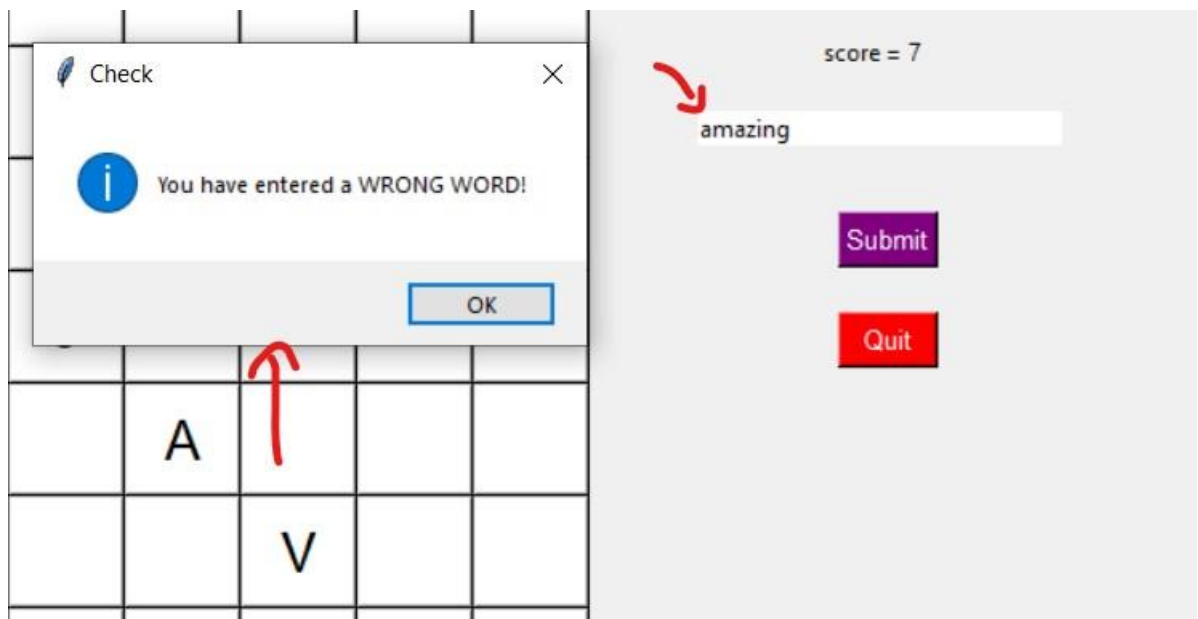 Check
You have entered a WRONG WORD!
OK
A
V
score = 7
amazing
Submit
Quit